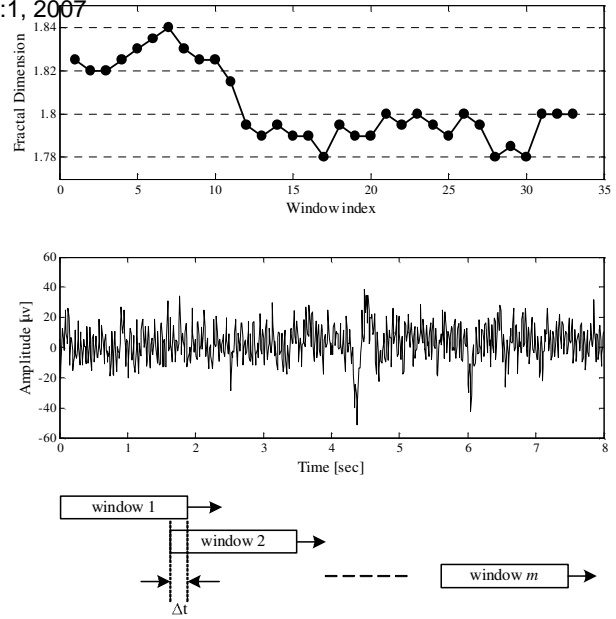 :1, 2007
1.84
1.82
1.8
1.78
Fractal Dimension
0 5 10 15 20 25 30 35
Window index
60
40
20
0
-20
-40
-60
Amplitude [μv]
0 1 2 3 4 5 6 7 8
Time [sec]
window 1
window 2
window m
Δt